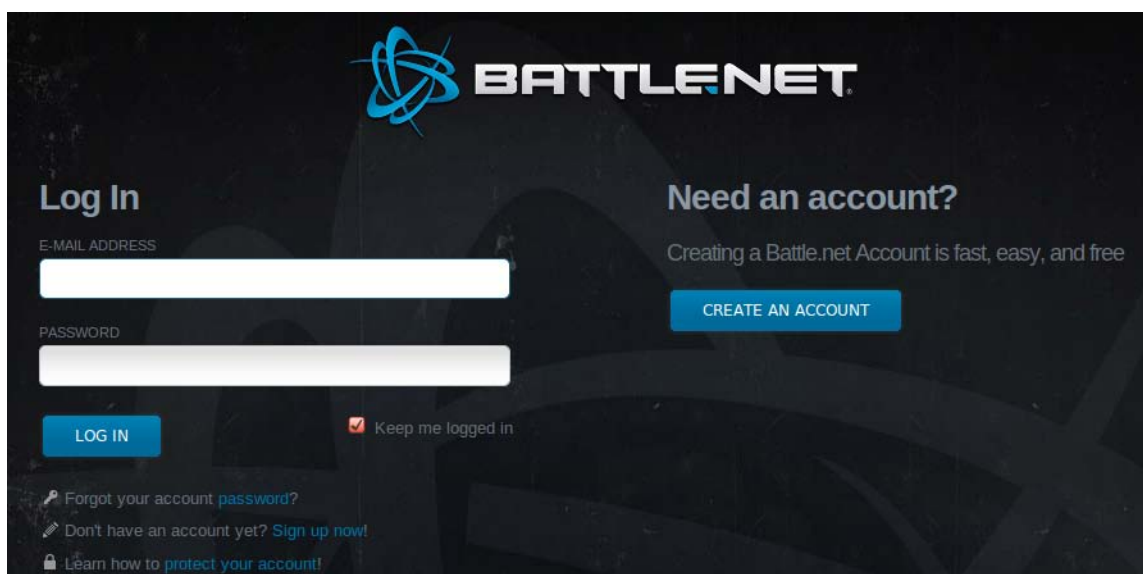 BATTLE.NET®
Log In
E-MAIL ADDRESS
PASSWORD
LOG IN
Keep me logged in
Forgot your account password?
Don't have an account yet? Sign up now!
Learn how to protect your account!
Need an account?
Creating a Battle.net Account is fast, easy, and free
CREATE AN ACCOUNT